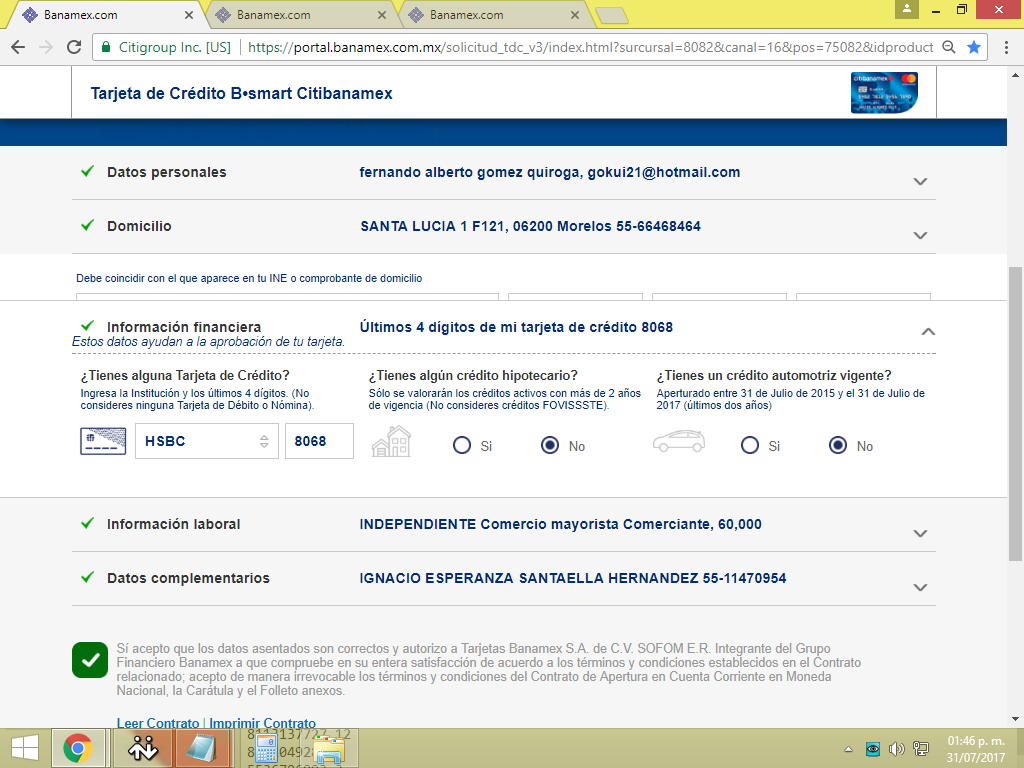 Banamex.com
Banamex.com
Banamex.com
Citigroup Inc. [US]
https://portal.banamex.com.mx/solicitud_tdc_v3/index.html?sursursal=8082&canal=16&pos=75082&idproduct
Tarjeta de Crédito B•smart Citibanamex
Datos personales
fernando alberto gomez quiroga, gokui21@hotmail.com
Domicilio
SANTA LUCIA 1 F121, 06200 Morelos 55-66468464
Debe coincidir con el que aparece en tu INE o comprobante de domicilio
Información financiera
Últimos 4 dígitos de mi tarjeta de crédito 8068
Estos datos ayudan a la aprobación de tu tarjeta.
¿Tienes alguna Tarjeta de Crédito?
Ingresa la Institución y los últimos 4 dígitos. (No
consideres ninguna Tarjeta de Débito o Nómina).
HSBC
8068
¿Tienes algún crédito hipotecario?
Sólo se valorarán los créditos activos con más de 2 años
de vigencia (No consideres créditos FOVISSSTE).
Si
No
¿Tienes un crédito automotriz vigente?
Aperturado entre 31 de Julio de 2015 y el 31 de Julio de
2017 (últimos dos años)
Si
No
Información laboral
INDEPENDIENTE Comercio mayorista Comerciante, 60,000
Datos complementarios
IGNACIO ESPERANZA SANTAELLA HERNANDEZ 55-11470954
Sí acepto que los datos asentados son correctos y autorizo a Tarjetas Banamex S.A. de C.V. SOFOM E.R. Integrante del Grupo
Financiero Banamex a que compruebe en su entera satisfacción de acuerdo a los términos y condiciones establecidos en el Contrato
relacionado; acepto de manera irrevocable los términos y condiciones del Contrato de Apertura en Cuenta Corriente en Moneda
Nacional, la Carátula y el Folleto anexos.
Leer Contrato | Imprimir Contrato
01:46 p. m.
31/07/2017